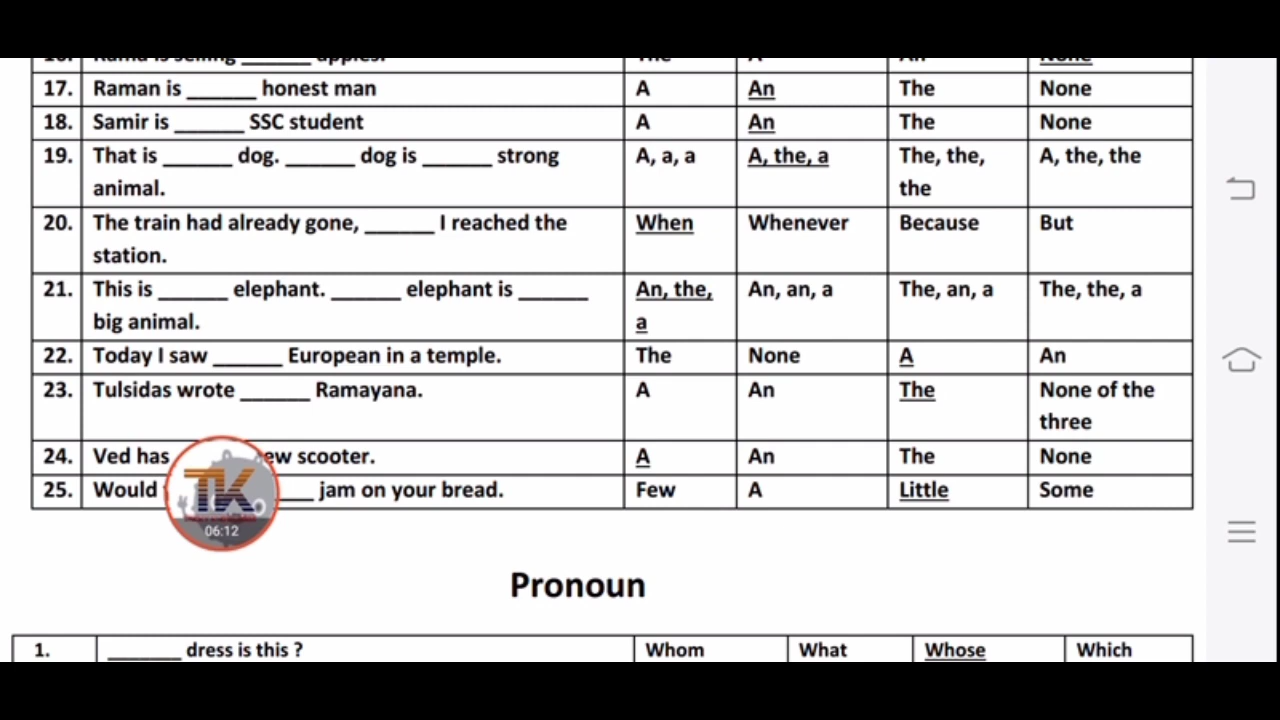 17. Raman is ______ honest man A An The None
18. Samir is ______ SSC student A An The None
19. That is ______ dog. ______ dog is ______ strong A, a, a A, the, a The, the, A, the, the
animal. the
20. The train had already gone, ______ I reached the When Whenever Because But
station.
21. This is ______ elephant. ______ elephant is ______ An, the, An, an, a The, an, a The, the, a
big animal. a
22. Today I saw ______ European in a temple. The None A An
23. Tulsidas wrote ______ Ramayana. A An The None of the
three
24. Ved has ew scooter. A An The None
25. Would ___ jam on your bread. Few A Little Some
TK
06:12
Pronoun
1. ______ dress is this ? Whom What Whose Which